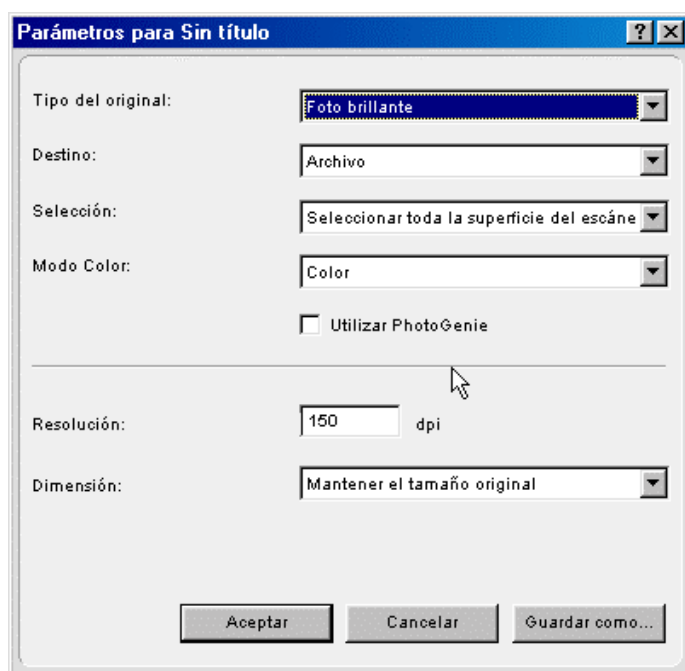 Parámetros para Sin título
Tipo del original: Foto brillante
Destino: Archivo
Selección: Seleccionar toda la superficie del escáne
Modo Color: Color
Utilizar PhotoGenie
Resolución: 150 dpi
Dimensión: Mantener el tamaño original
Aceptar Cancelar Guardar como...